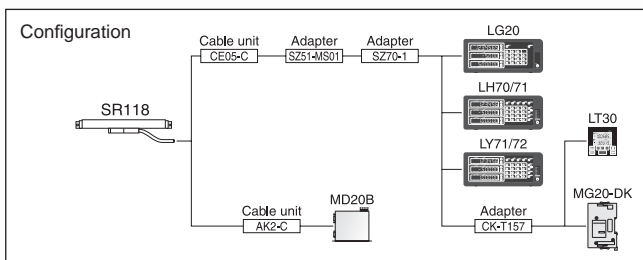 Configuration
SR118
Cable unit
CE05-C
Adapter
SZ51-MS01
Adapter
SZ70-1
LG20
LH70/71
LY71/72
LT30
Adapter
CK-T157
MG20-DK
Cable unit
AK2-C
MD20B